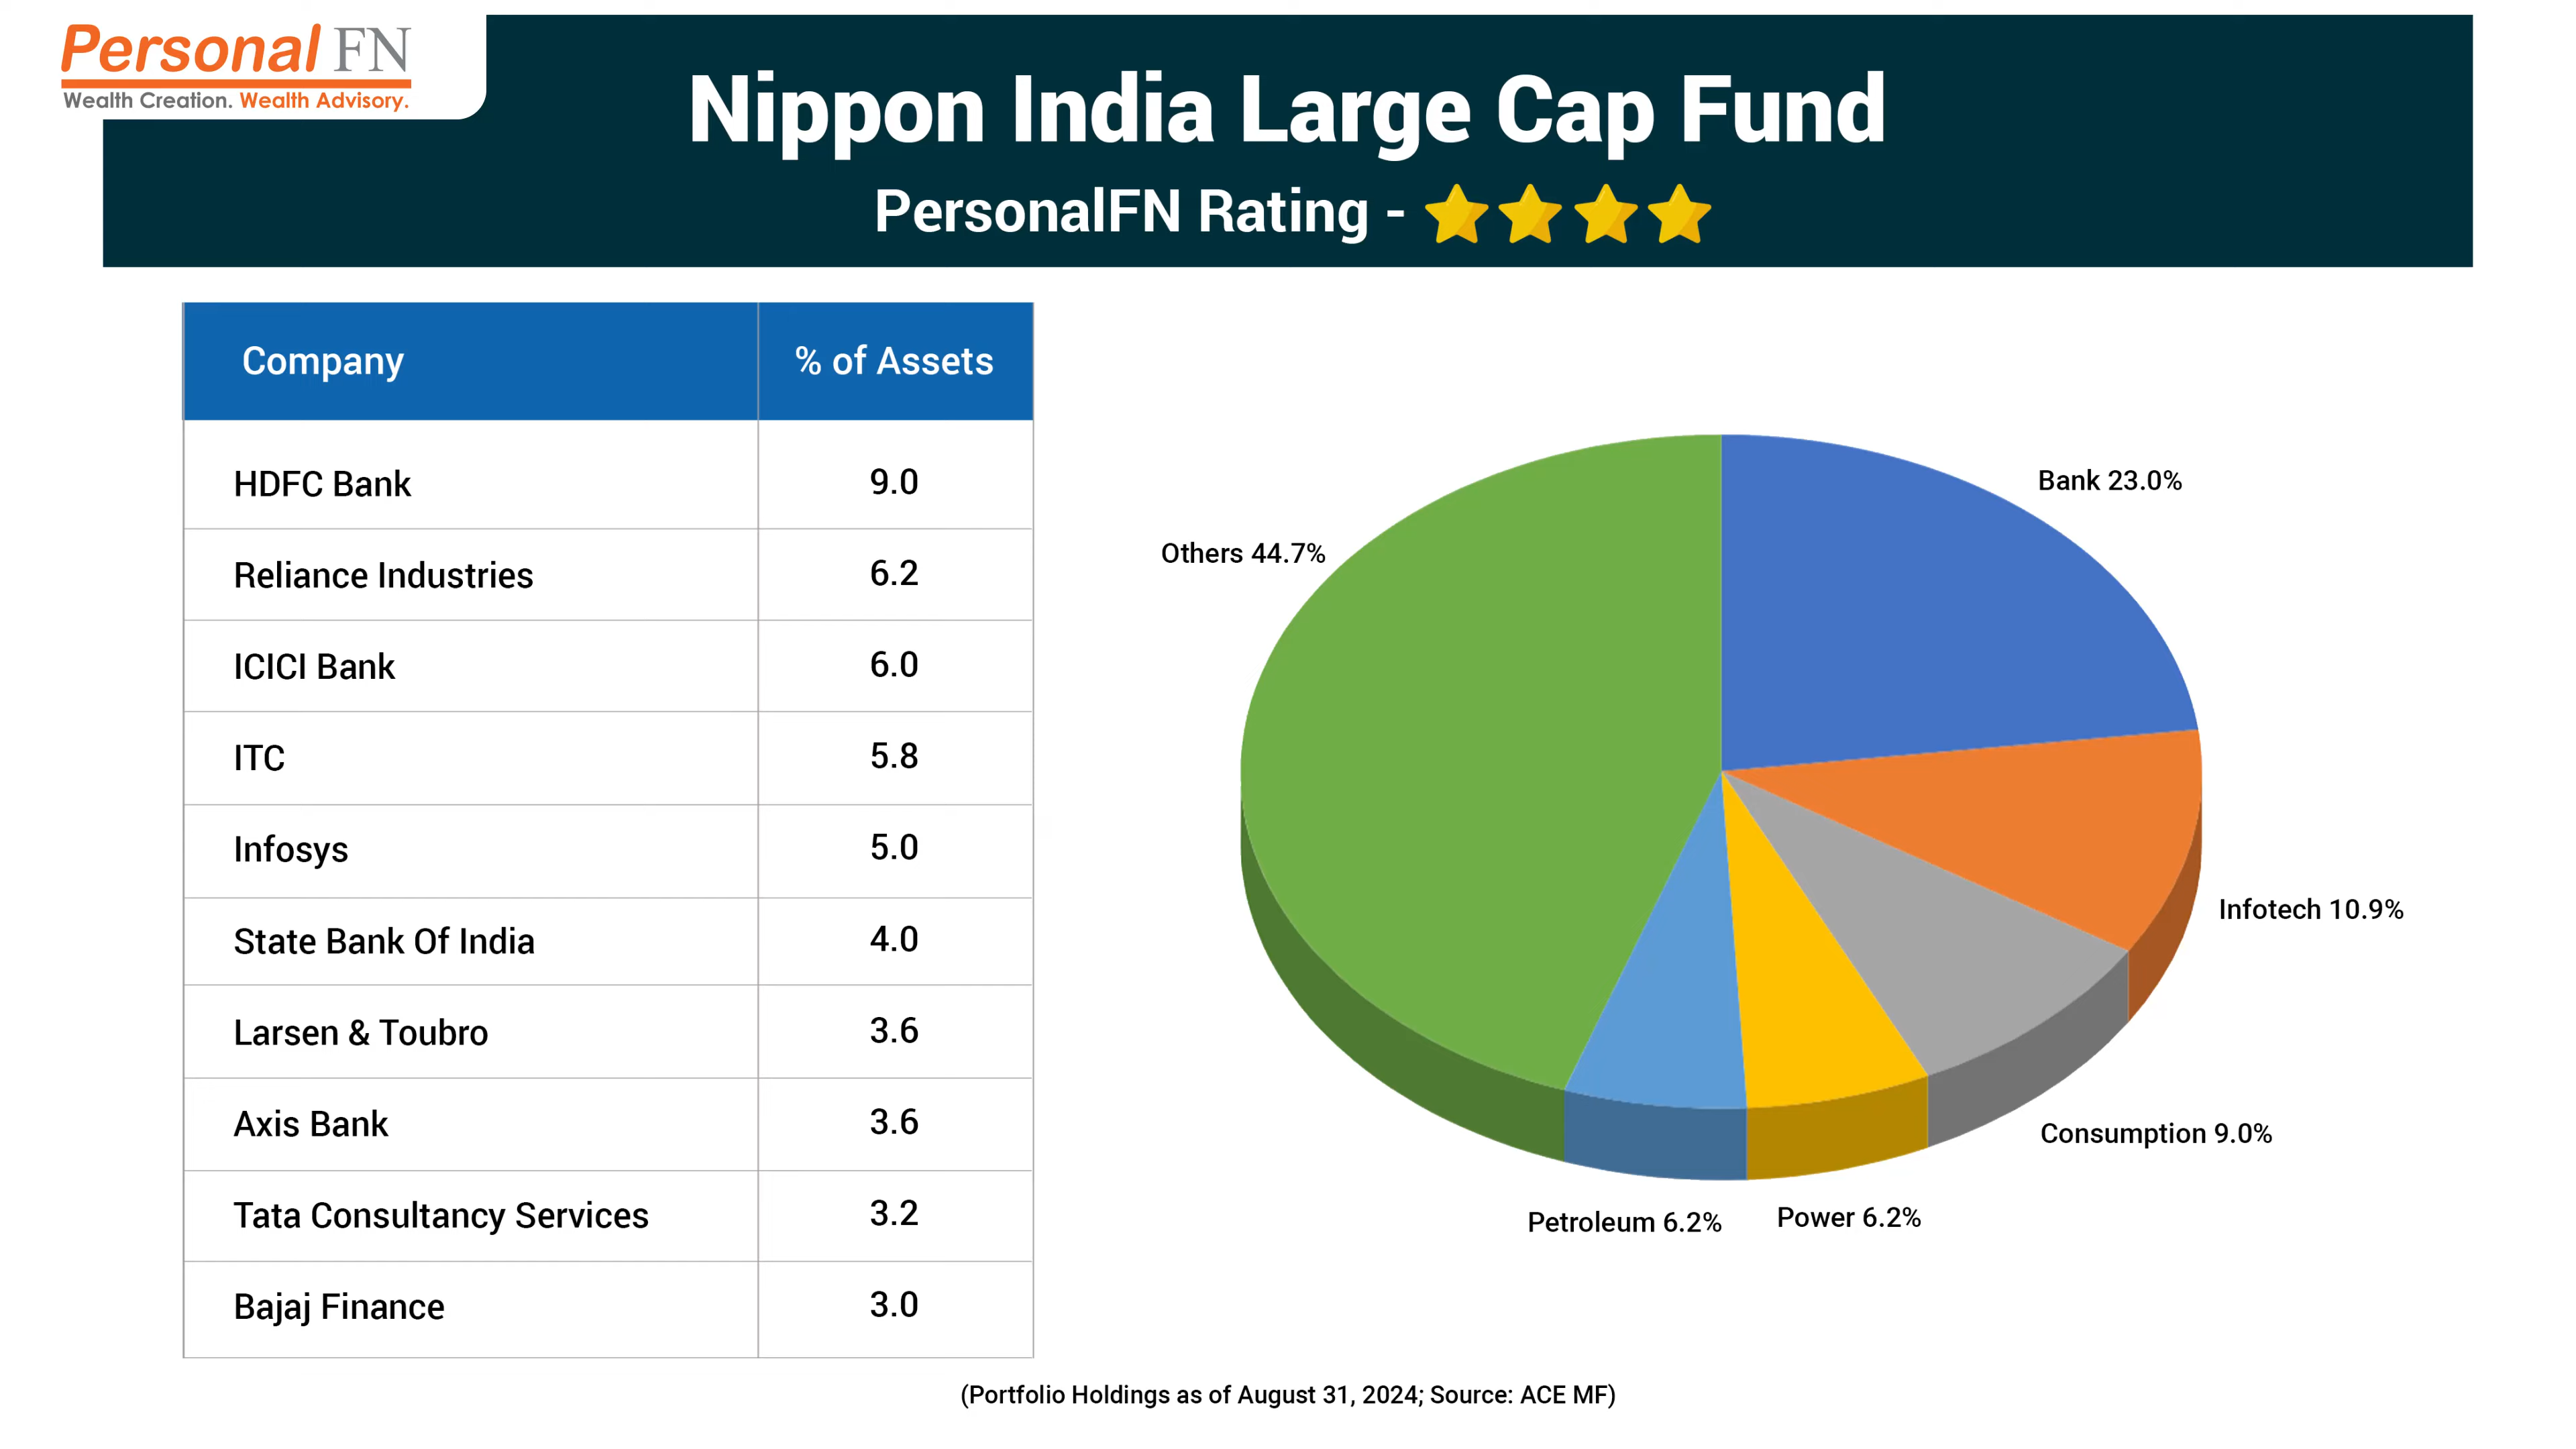 Personal FN
Wealth Creation. Wealth Advisory.
Nippon India Large Cap Fund
PersonalFN Rating -
Company % of Assets
HDFC Bank 9.0
Reliance Industries 6.2
ICICI Bank 6.0
ITC 5.8
Infosys 5.0
State Bank Of India 4.0
Larsen & Toubro 3.6
Axis Bank 3.6
Tata Consultancy Services 3.2
Bajaj Finance 3.0
Bank 23.0%
Others 44.7%
Infotech 10.9%
Consumption 9.0%
Petroleum 6.2%
Power 6.2%
(Portfolio Holdings as of August 31, 2024; Source: ACE MF)